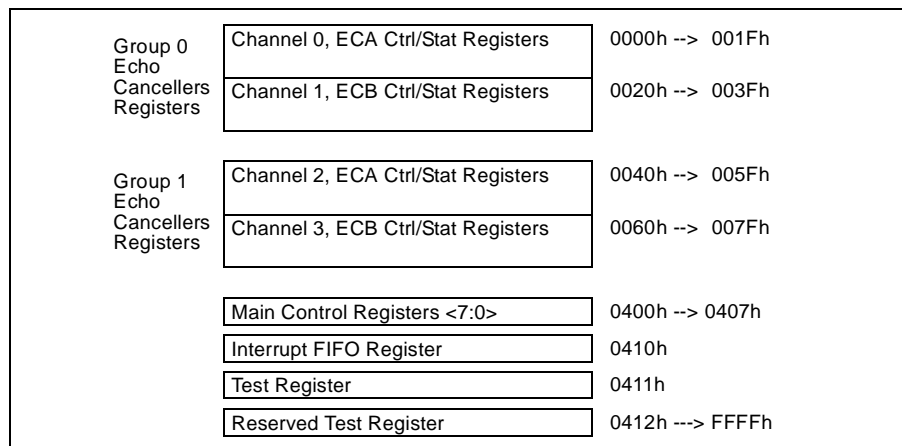 Group 0
Echo
Cancellers
Registers
Channel 0, ECA Ctrl/Stat Registers 0000h --> 001Fh
Channel 1, ECB Ctrl/Stat Registers 0020h --> 003Fh
Group 1
Echo
Cancellers
Registers
Channel 2, ECA Ctrl/Stat Registers 0040h --> 005Fh
Channel 3, ECB Ctrl/Stat Registers 0060h --> 007Fh
Main Control Registers <7:0> 0400h --> 0407h
Interrupt FIFO Register 0410h
Test Register 0411h
Reserved Test Register 0412h ---> FFFFh